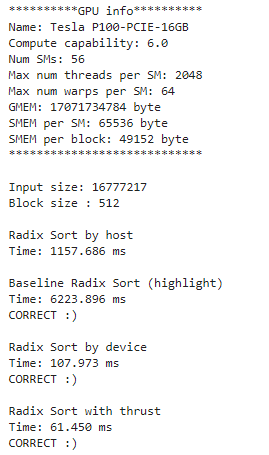 **********GPU info**********
Name: Tesla P100-PCIE-16GB
Compute capability: 6.0
Num SMs: 56
Max num threads per SM: 2048
Max num warps per SM: 64
GMEM: 17071734784 byte
SMEM per SM: 65536 byte
SMEM per block: 49152 byte
****************************
Input size: 16777217
Block size : 512
Radix Sort by host
Time: 1157.686 ms
Baseline Radix Sort (highlight)
Time: 6223.896 ms
CORRECT :)
Radix Sort by device
Time: 107.973 ms
CORRECT :)
Radix Sort with thrust
Time: 61.450 ms
CORRECT :)